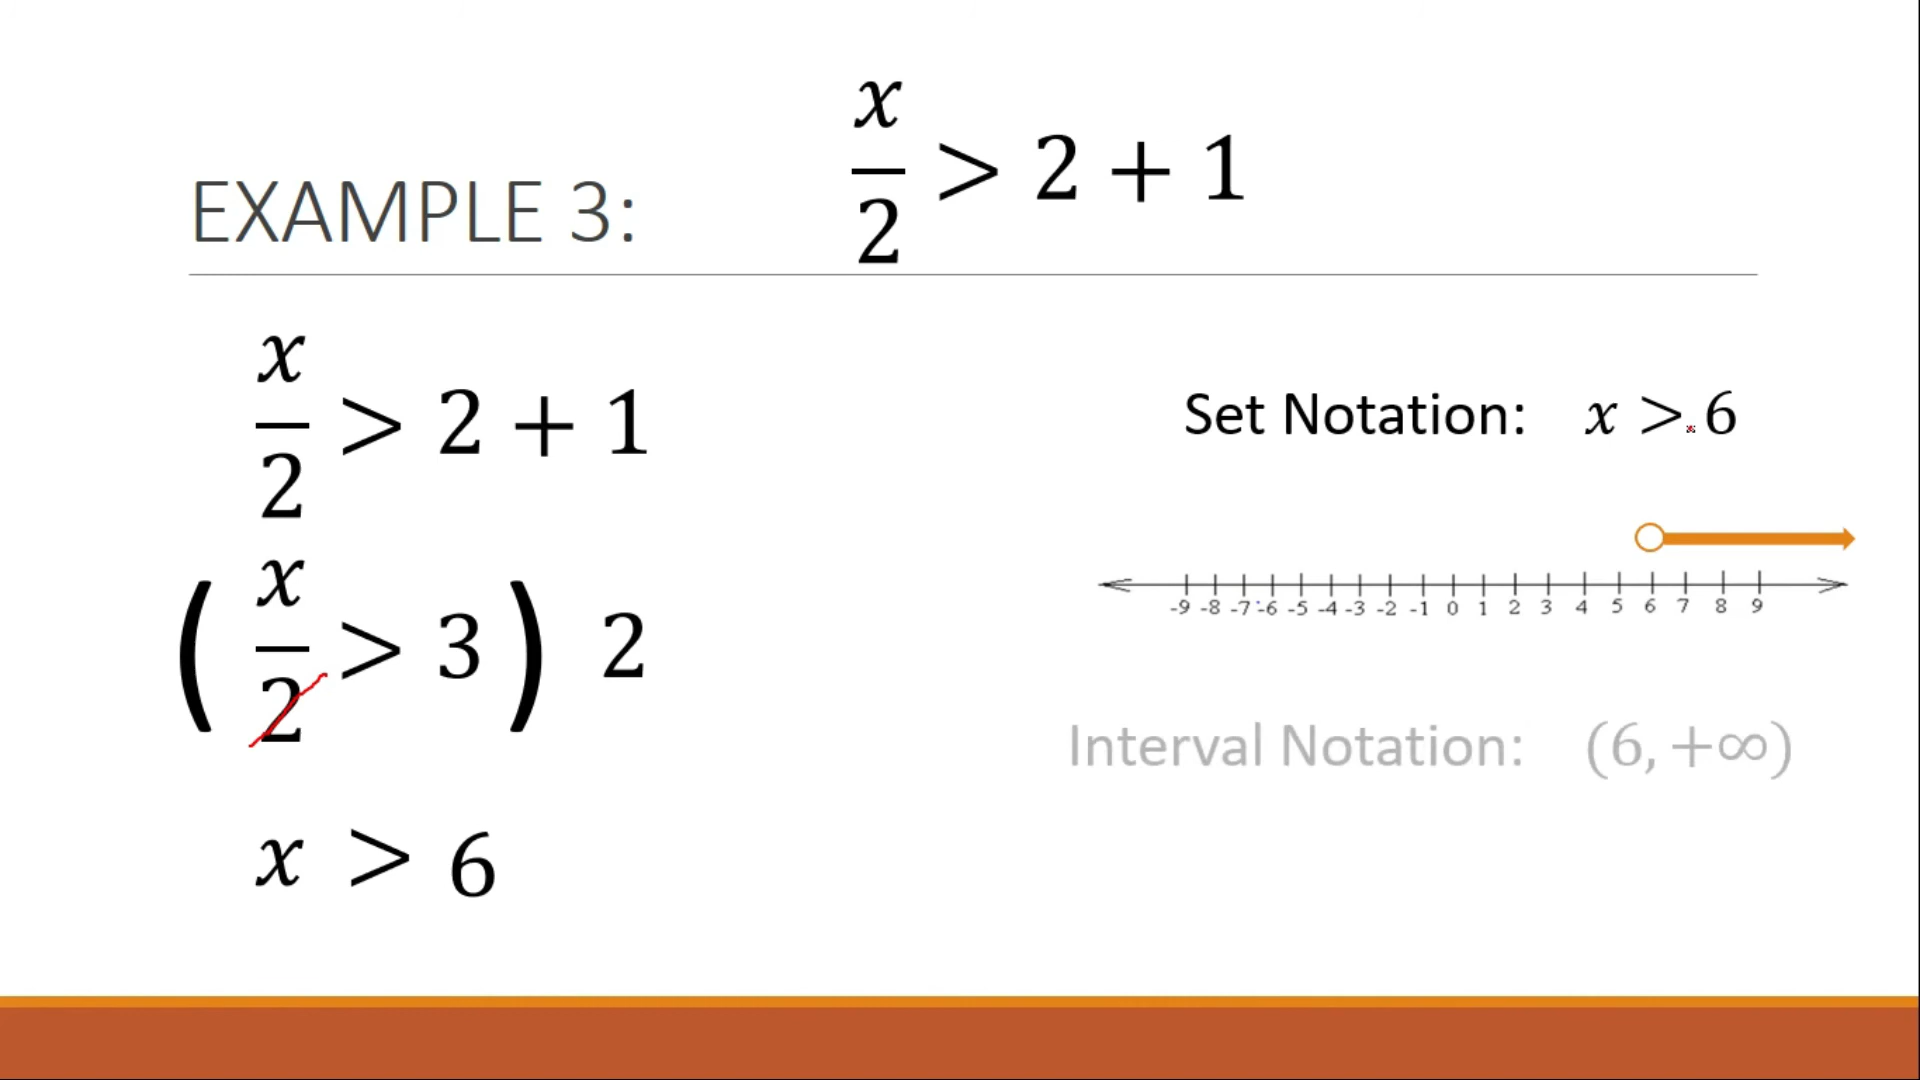 EXAMPLE 3: x/2 > 2 + 1
x/2 > 2 + 1
( x/2 > 3 ) 2
x > 6
Set Notation: x > 6
-9 -8 -7 -6 -5 -4 -3 -2 -1 0 1 2 3 4 5 6 7 8 9
Interval Notation: (6, +∞)